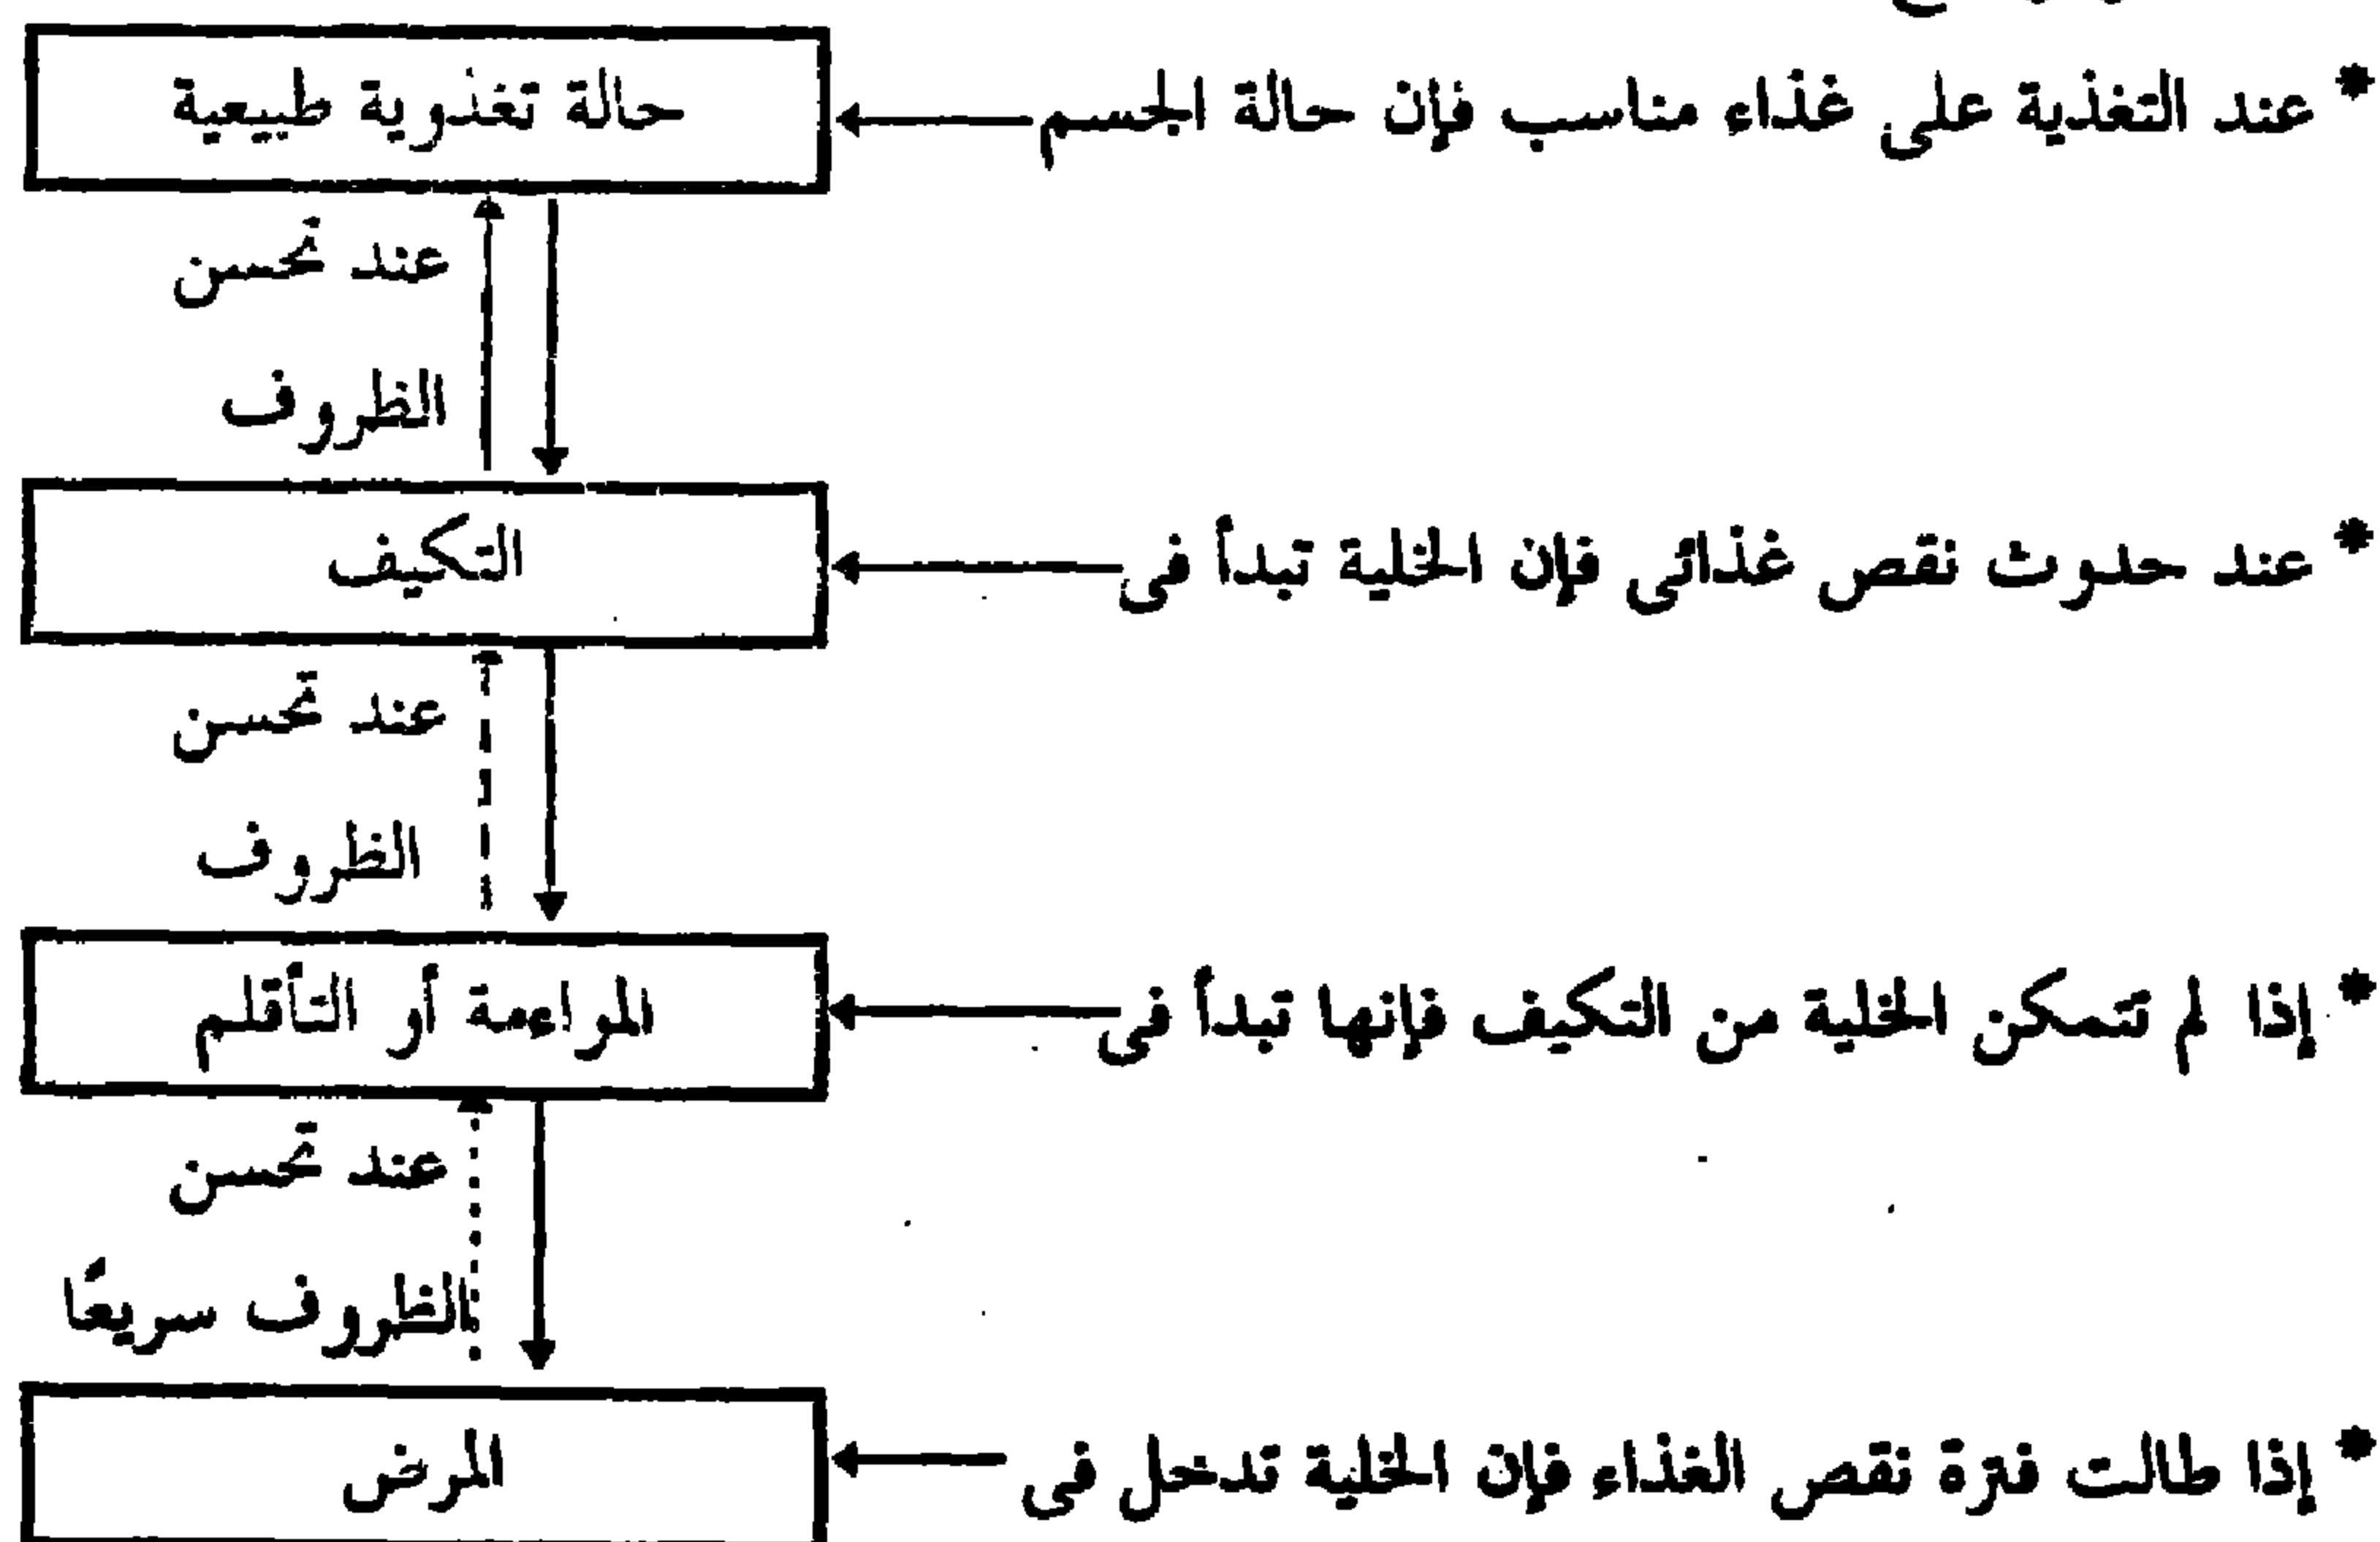 * عند التغذية على غذاء مناسب فإن حالة الجسم
حالة تغذوية طبيعية
عند تحسن
الظروف
* عند حدوث نقص غذائى فإن الخلية تبدأ فى
التكيف
عند تحسن
الظروف
* إذا لم تتمكن الخلية من التكيف فإنها تبدأ فى
المواءمة أو التأقلم
عند تحسن
الظروف سريعًا
* إذا طالت فترة نقص الغذاء فإن الخلية تدخل فى
المرض